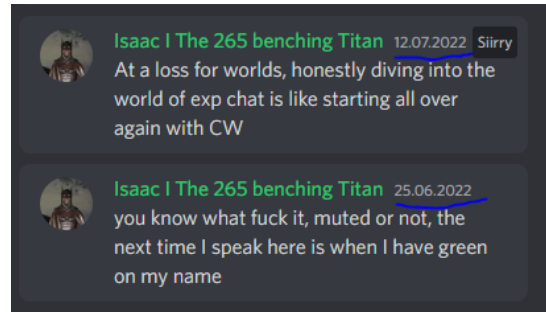 Isaac I The 265 benching Titan 12.07.2022 Siirry
At a loss for worlds, honestly diving into the
world of exp chat is like starting all over
again with CW
Isaac I The 265 benching Titan 25.06.2022
you know what fuck it, muted or not, the
next time I speak here is when I have green
on my name